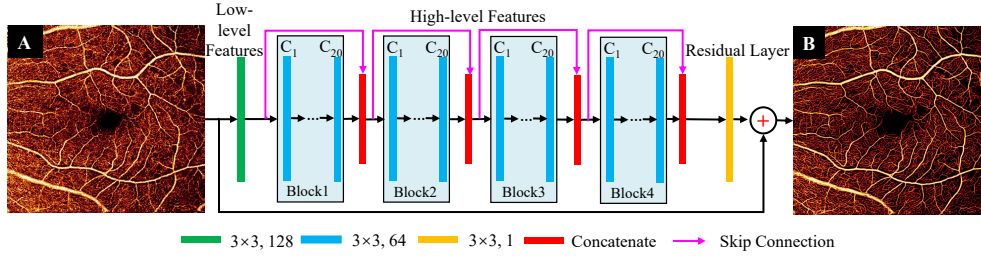 A
Low-
level
Features
High-level Features
Residual Layer
B
C1 C20
C1 C20
C1 C20
C1 C20
...
...
...
...
+
Block1
Block2
Block3
Block4
3×3, 128
3×3, 64
3×3, 1
Concatenate
Skip Connection